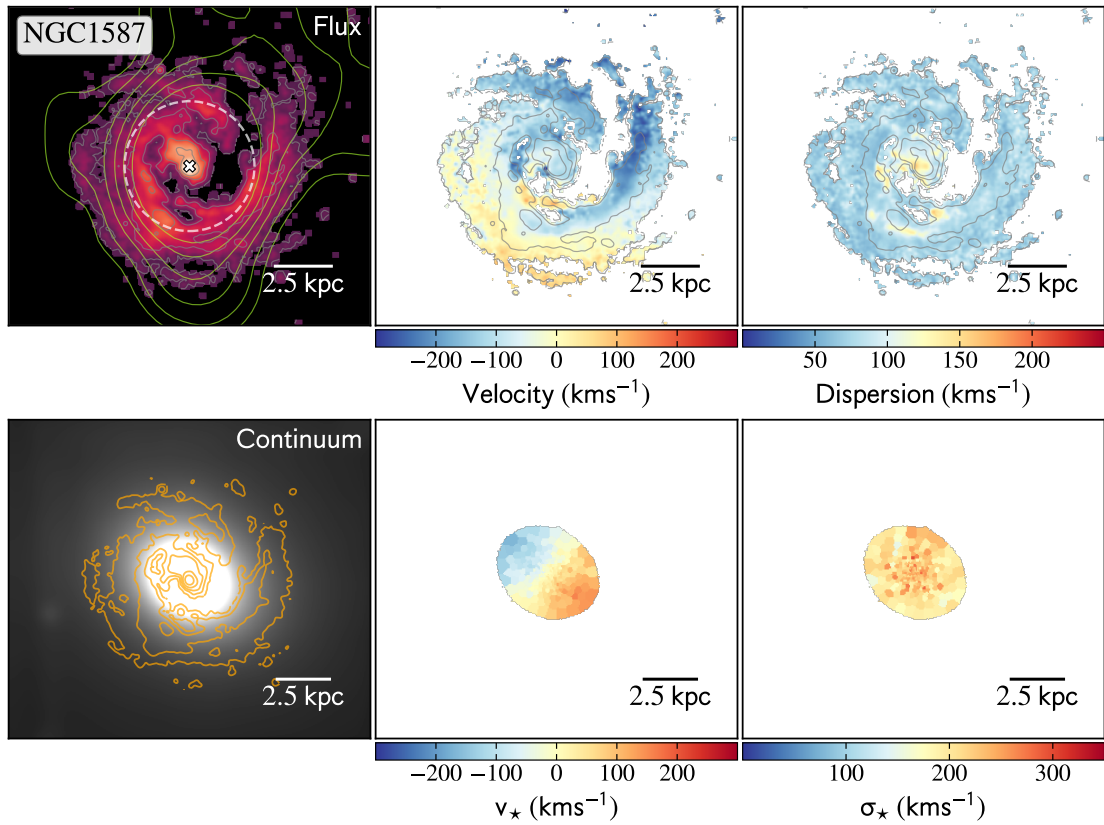 NGC1587
Flux
2.5 kpc
2.5 kpc
2.5 kpc
−200 −100 0 100 200
Velocity (kms⁻¹)
50 100 150 200
Dispersion (kms⁻¹)
Continuum
2.5 kpc
2.5 kpc
2.5 kpc
−200 −100 0 100 200
v⋆ (kms⁻¹)
100 200 300
σ⋆ (kms⁻¹)